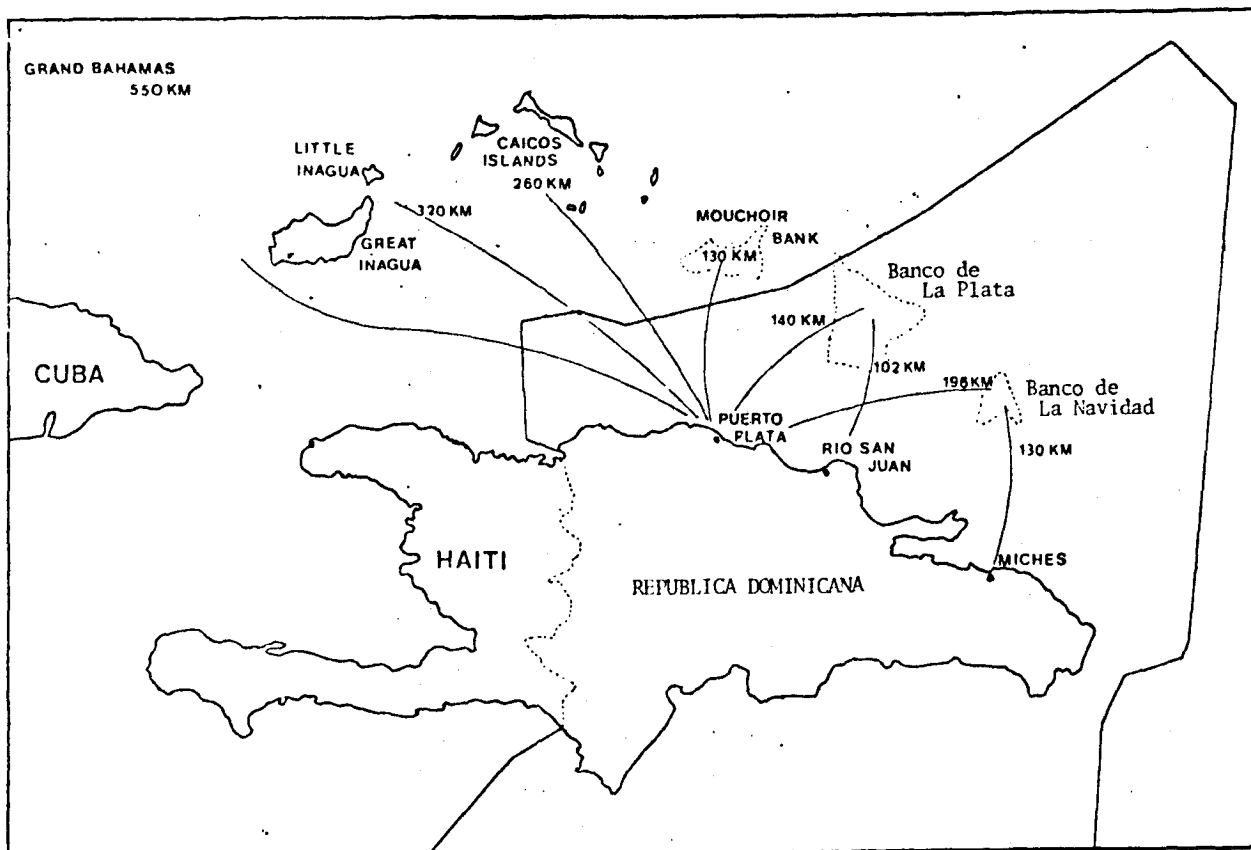 GRAND BAHAMAS
550 KM
LITTLE
INAGUA
CAICOS
ISLANDS
260 KM
320 KM
GREAT
INAGUA
MOUCHOIR
BANK
130 KM
Banco de
La Plata
140 KM
102 KM
CUBA
196 KM
Banco de
La Navidad
PUERTO
PLATA
RIO SAN
JUAN
130 KM
HAITI
MICHES
REPUBLICA DOMINICANA